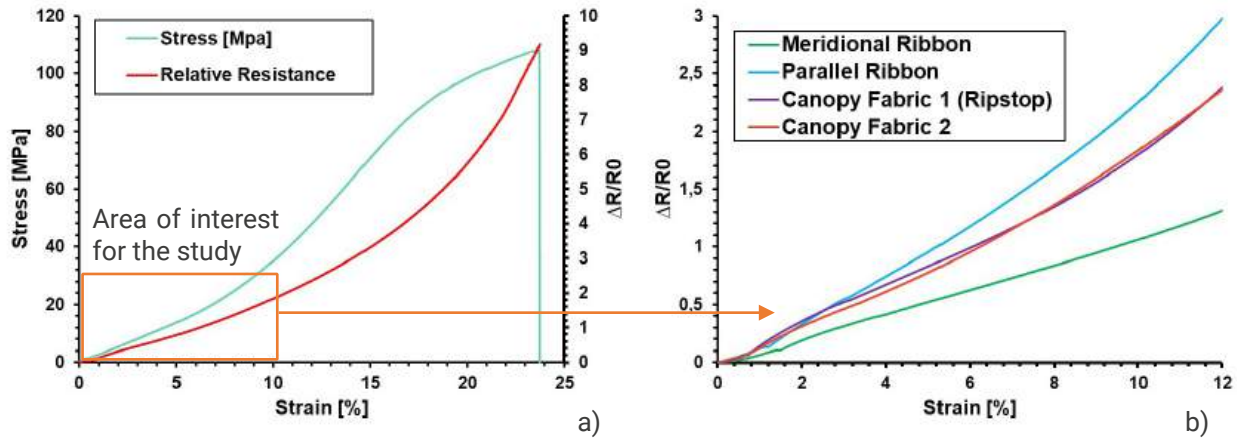 Stress [Mpa]
Relative Resistance
120
100
80
60
40
20
0
Stress [MPa]
10
9
8
7
6
5
4
3
2
1
0
ΔR/R0
0
5
10
15
20
25
Strain [%]
Area of interest
for the study
a)
Meridional Ribbon
Parallel Ribbon
Canopy Fabric 1 (Ripstop)
Canopy Fabric 2
3
2,5
2
1,5
1
0,5
0
ΔR/R0
0
2
4
6
8
10
12
Strain [%]
b)